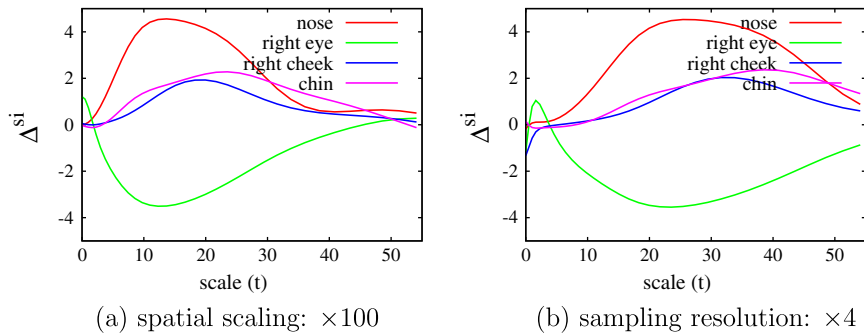 nose
right eye
right cheek
chin
4
2
0
-2
-4
Δsi
0 10 20 30 40 50
scale (t)
(a) spatial scaling: ×100
nose
right eye
right cheek
chin
4
2
0
-2
-4
Δsi
0 10 20 30 40 50
scale (t)
(b) sampling resolution: ×4